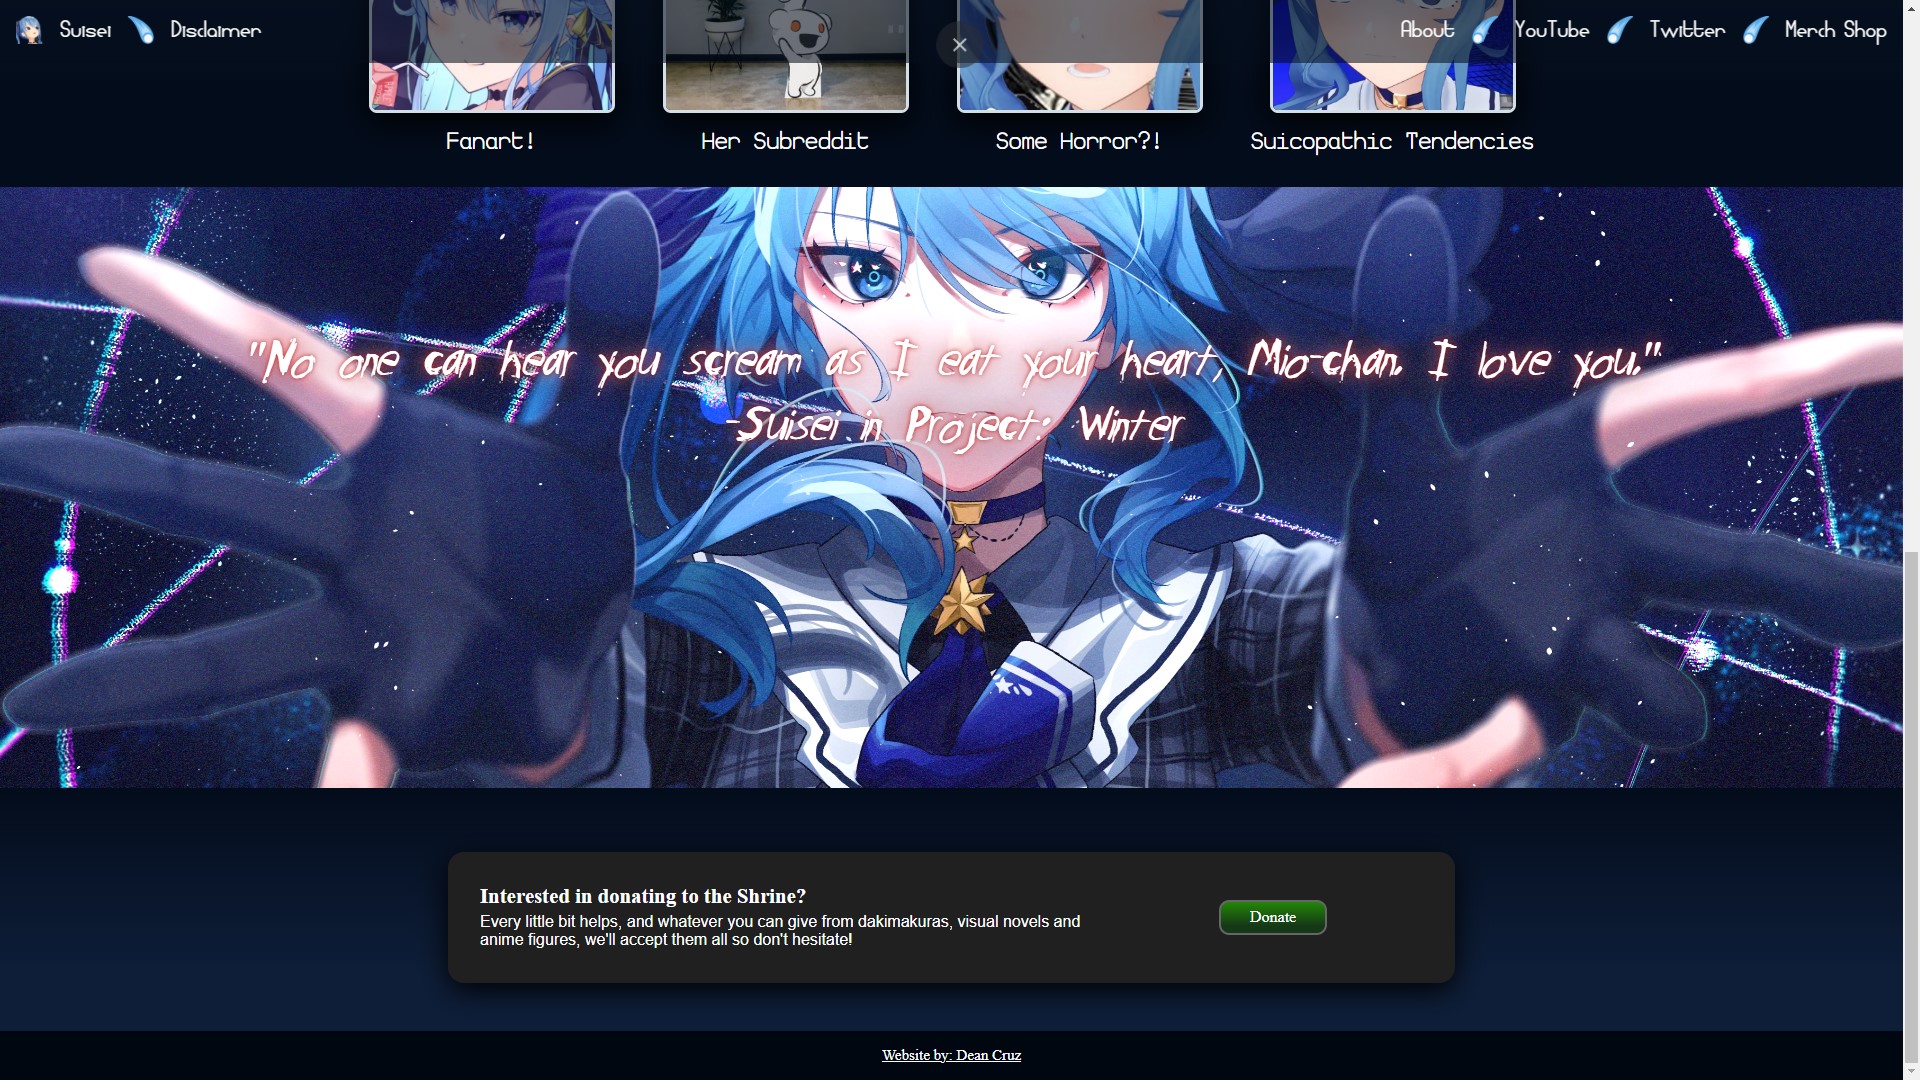 Suisei
Disclaimer
About
YouTube
Twitter
Merch Shop
Fanart!
Her Subreddit
Some Horror?!
Suicopathic Tendencies
"No one can hear you scream as I eat your heart, Mio-chan. I love you."
-Suisei in Project: Winter
Interested in donating to the Shrine?
Every little bit helps, and whatever you can give from dakimakuras, visual novels and
anime figures, we'll accept them all so don't hesitate!
Donate
Website by: Dean Cruz